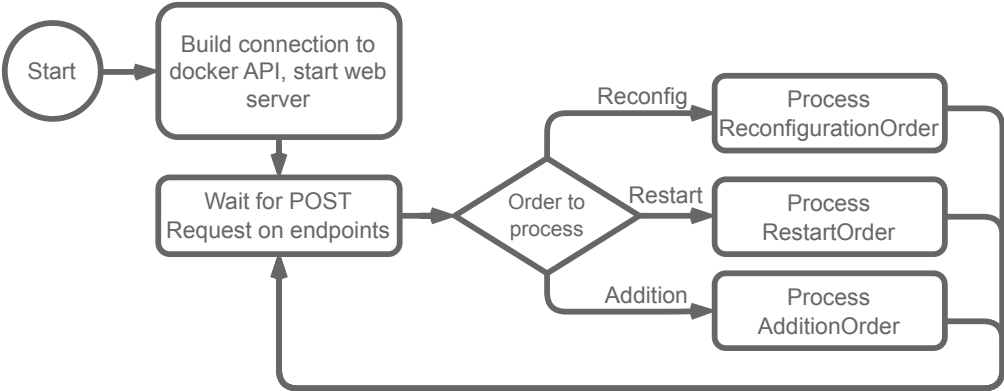 Start
Build connection to
docker API, start web
server
Wait for POST
Request on endpoints
Order to
process
Reconfig
Process
ReconfigurationOrder
Restart
Process
RestartOrder
Addition
Process
AdditionOrder